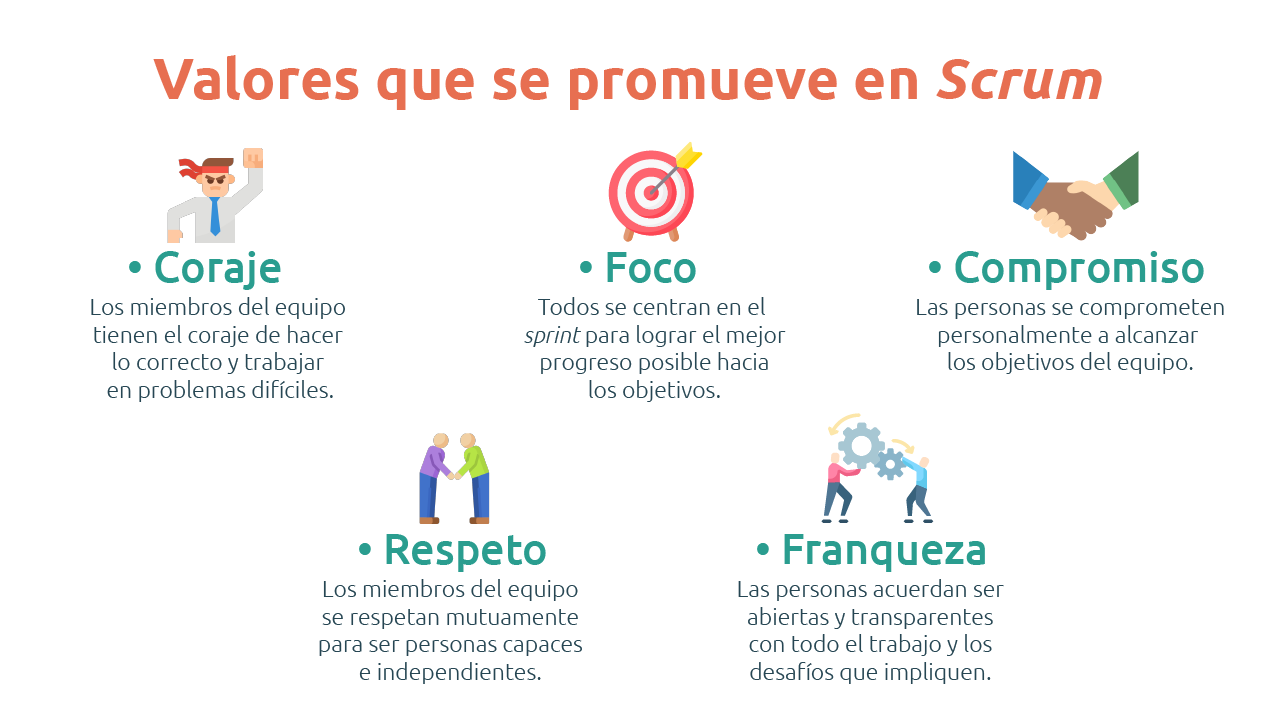 Valores que se promueve en Scrum
• Coraje
Los miembros del equipo
tienen el coraje de hacer
lo correcto y trabajar
en problemas difíciles.
• Foco
Todos se centran en el
sprint para lograr el mejor
progreso posible hacia
los objetivos.
• Compromiso
Las personas se comprometen
personalmente a alcanzar
los objetivos del equipo.
• Respeto
Los miembros del equipo
se respetan mutuamente
para ser personas capaces
e independientes.
• Franqueza
Las personas acuerdan ser
abiertas y transparentes
con todo el trabajo y los
desafíos que impliquen.